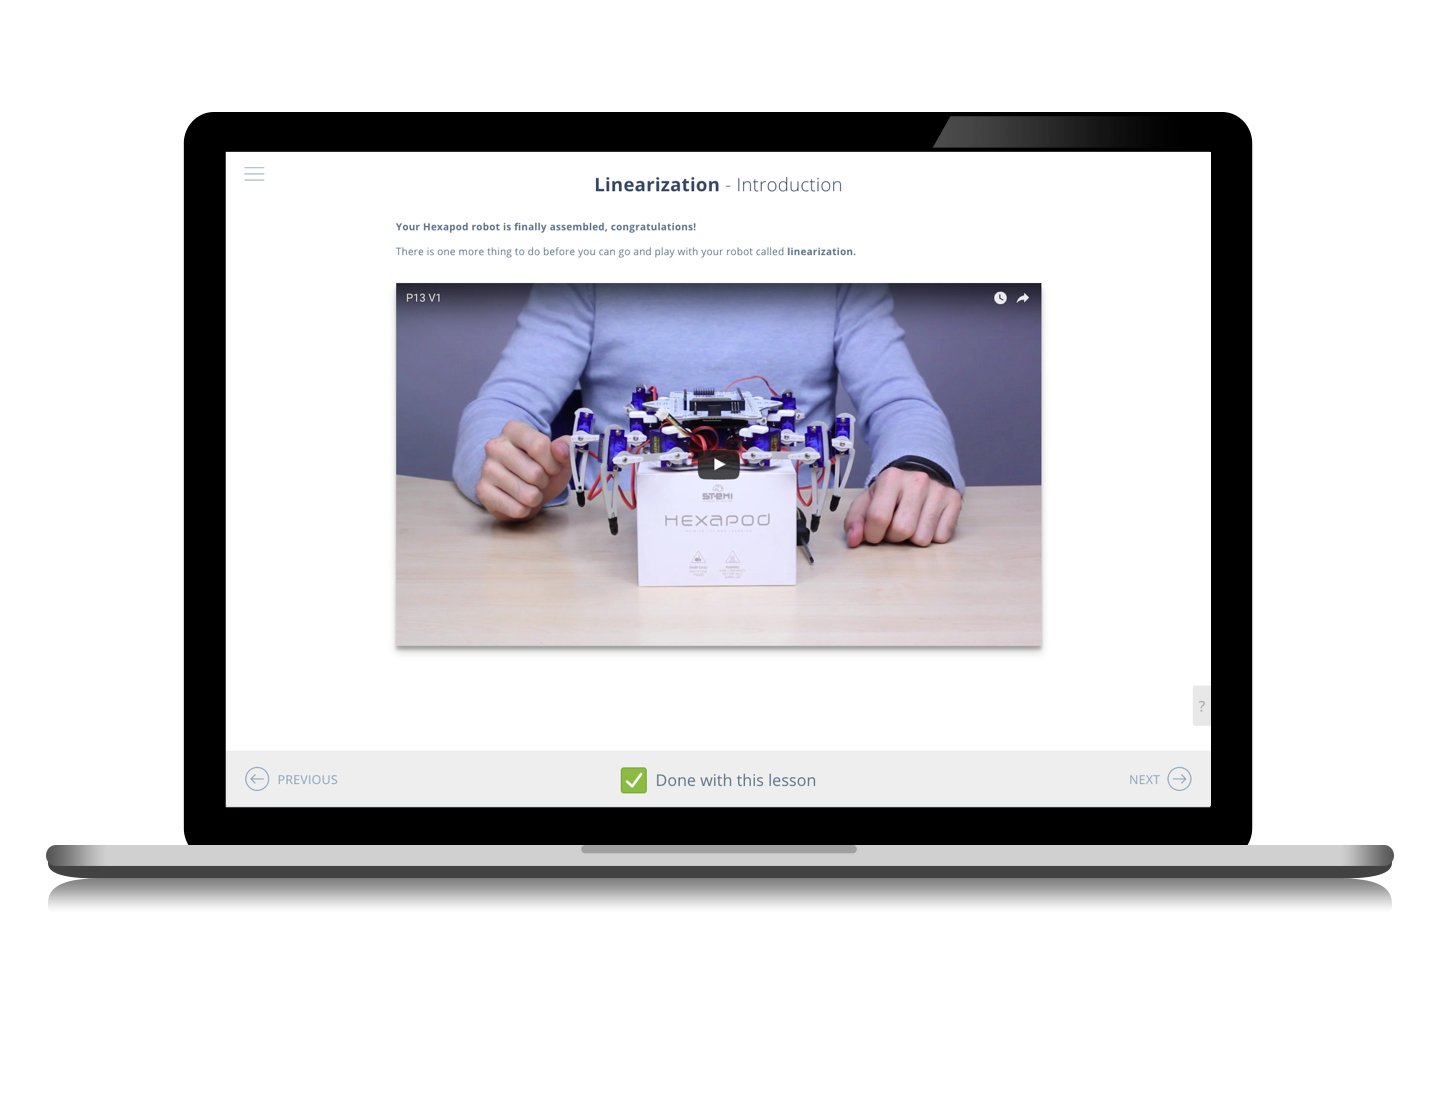 Linearization - Introduction
Your Hexapod robot is finally assembled, congratulations!
There is one more thing to do before you can go and play with your robot called linearization.
P13 V1
STEMI
HEXAPOD
?
PREVIOUS
Done with this lesson
NEXT